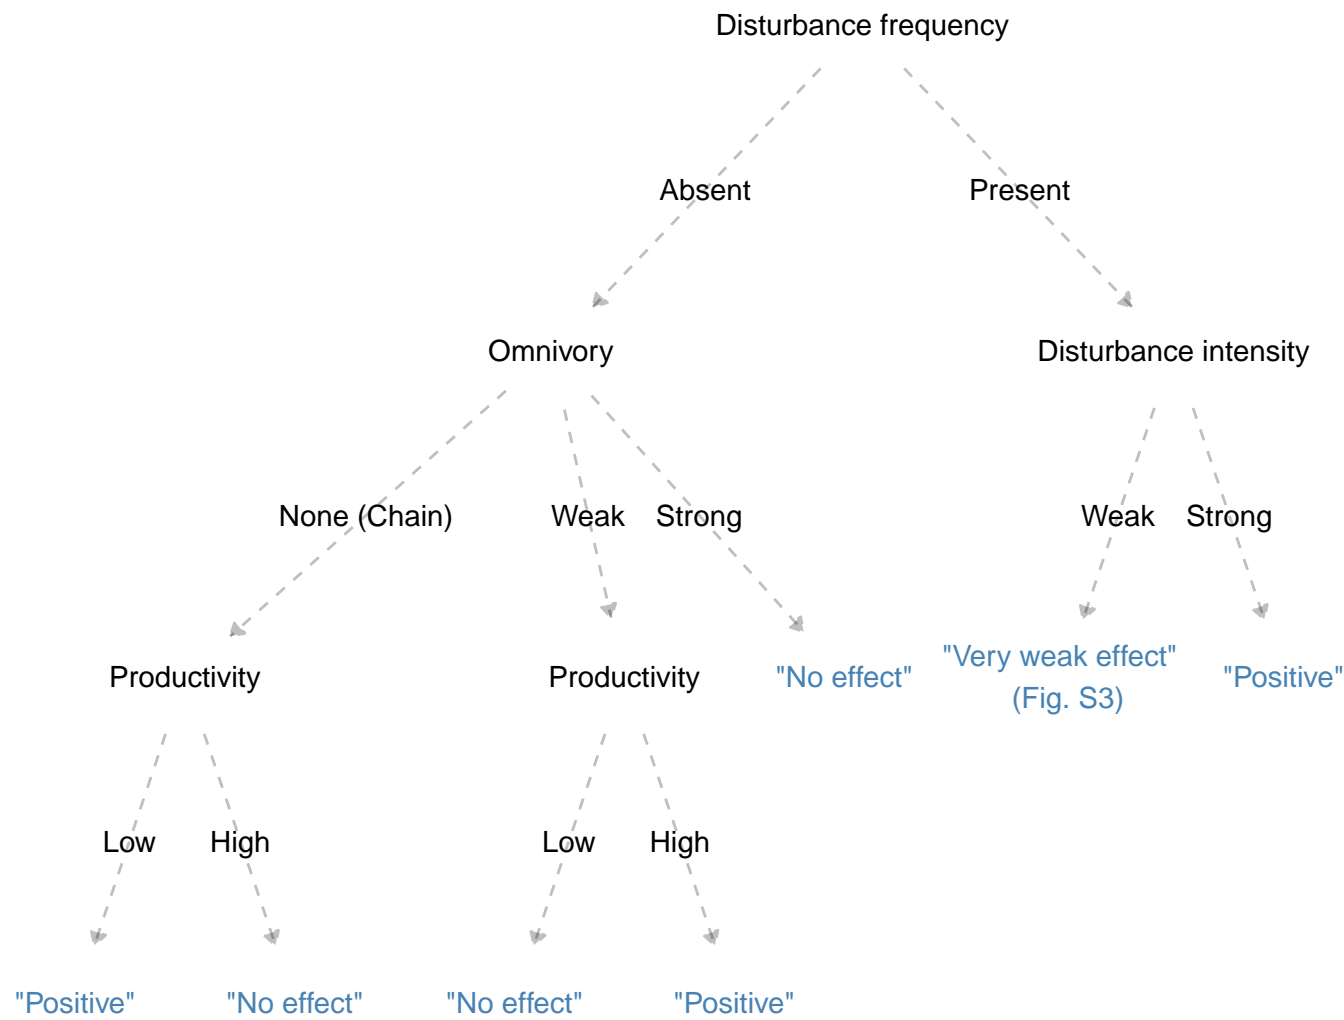 Disturbance frequency
Absent
Present
Omnivory
Disturbance intensity
None (Chain)
Weak
Strong
Weak
Strong
Productivity
Productivity
"No effect"
"Very weak effect"
(Fig. S3)
"Positive"
Low
High
Low
High
"Positive"
"No effect"
"No effect"
"Positive"